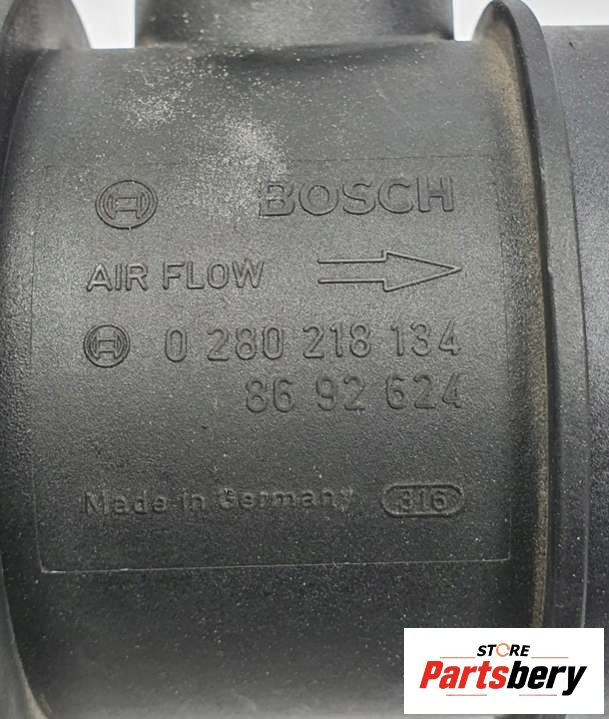 BOSCH
AIR FLOW
0 280 218 134
86 92 624
Made in Germany 316
STORE
Partsbery